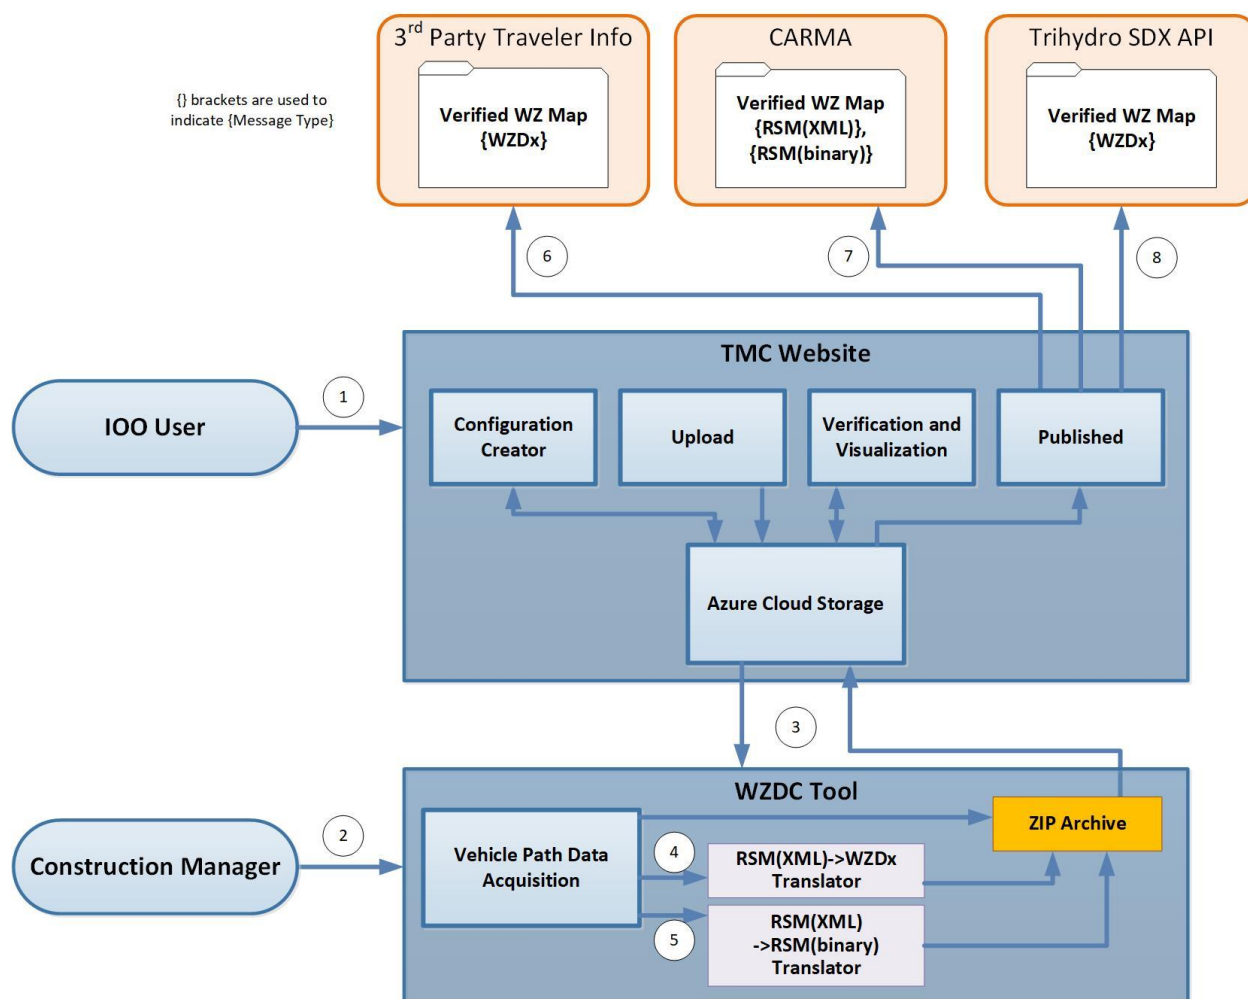 3rd Party Traveler Info
CARMA
Trihydro SDX API
{} brackets are used to
indicate {Message Type}
Verified WZ Map
{WZDx}
Verified WZ Map
{RSM(XML)},
{RSM(binary)}
Verified WZ Map
{WZDx}
6
7
8
TMC Website
IOO User
1
Configuration
Creator
Upload
Verification and
Visualization
Published
Azure Cloud Storage
3
WZDC Tool
Construction Manager
2
Vehicle Path Data
Acquisition
4
RSM(XML)->WZDx
Translator
5
RSM(XML)
->RSM(binary)
Translator
ZIP Archive